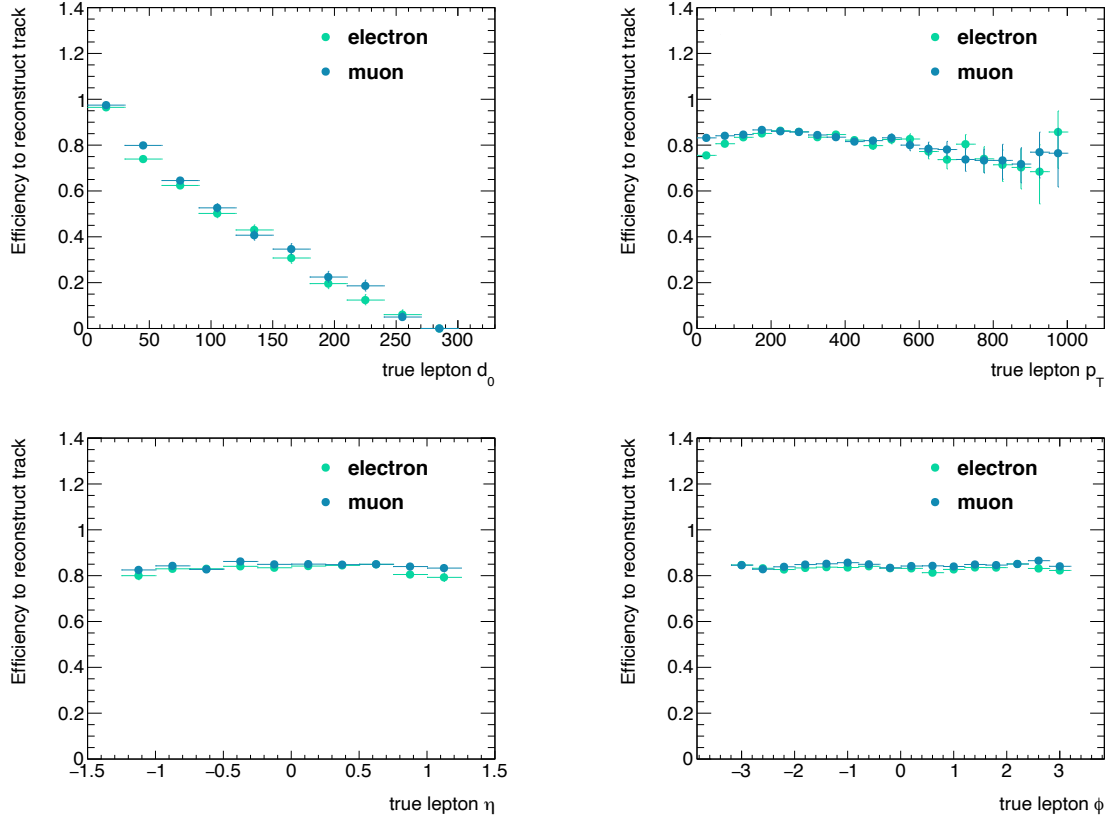 Efficiency to reconstruct track
1.4
1.2
1
0.8
0.6
0.4
0.2
0
electron
muon
0 50 100 150 200 250 300
true lepton d0
Efficiency to reconstruct track
1.4
1.2
1
0.8
0.6
0.4
0.2
0
electron
muon
0 200 400 600 800 1000
true lepton pT
Efficiency to reconstruct track
1.4
1.2
1
0.8
0.6
0.4
0.2
0
electron
muon
−1.5 −1 −0.5 0 0.5 1 1.5
true lepton η
Efficiency to reconstruct track
1.4
1.2
1
0.8
0.6
0.4
0.2
0
electron
muon
−3 −2 −1 0 1 2 3
true lepton ϕ